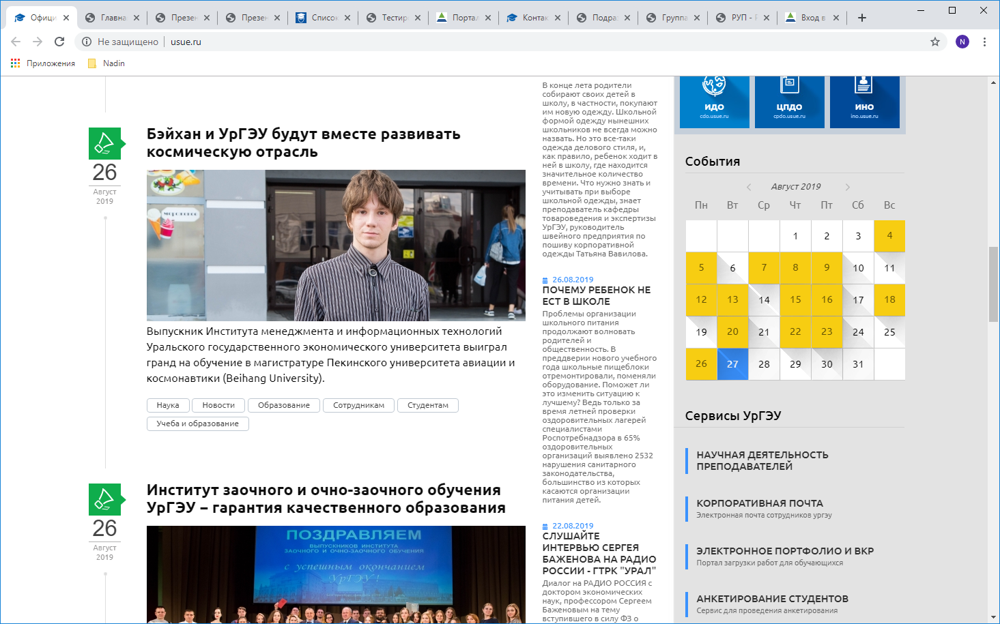 Офици
Главна
Презен
Презен
Список
Тестир
Портал
Контак
Подраз
Группа
РУП - Р
Вход в
Не защищено
usue.ru
N
Приложения
Nadin
26
Август
2019
Бэйхан и УрГЭУ будут вместе развивать
космическую отрасль
мороженое
Выпускник Института менеджмента и информационных технологий
Уральского государственного экономического университета выиграл
гранд на обучение в магистратуре Пекинского университета авиации и
космонавтики (Beihang University).
Наука
Новости
Образование
Сотрудникам
Студентам
Учеба и образование
26
Август
2019
Институт заочного и очно-заочного обучения
УрГЭУ – гарантия качественного образования
ПОЗДРАВЛЯЕМ
ВЫПУСКНИКОВ ИНСТИТУТА
ЗАОЧНОГО И ОЧНО-ЗАОЧНОГО ОБУЧЕНИЯ
с успешным окончанием
УрГЭУ!
В конце лета родители
собирают своих детей в
школу, в частности, покупают
им новую одежду. Школьной
формой одежду нынешних
школьников не всегда можно
назвать. Но это все-таки
одежда делового стиля, и,
как правило, ребенок ходит в
ней в школу, где находится
значительное количество
времени. Что нужно знать и
учитывать при выборе
школьной одежды, знает
преподаватель кафедры
товароведения и экспертизы
УрГЭУ, руководитель
швейного предприятия по
пошиву корпоративной
одежды Татьяна Вавилова.
26.08.2019
ПОЧЕМУ РЕБЕНОК НЕ
ЕСТ В ШКОЛЕ
Проблемы организации
школьного питания
продолжают волновать
родителей и
общественность. В
преддверии нового учебного
года школьные пищеблоки
отремонтировали, поменяли
оборудование. Поможет ли
это изменить ситуацию к
лучшему? Ведь только за
время летней проверки
оздоровительных лагерей
специалистами
Роспотребнадзора в 65%
оздоровительных
организаций выявлено 2532
нарушения санитарного
законодательства,
большинство из которых
касаются организации
питания детей.
22.08.2019
СЛУШАЙТЕ
ИНТЕРВЬЮ СЕРГЕЯ
БАЖЕНОВА НА РАДИО
РОССИИ - ГТРК "УРАЛ"
Диалог на РАДИО РОССИЯ с
доктором экономических
наук, профессором Сергеем
Баженовым на тему
вступившего в силу ФЗ о
ИДО
cdo.usue.ru
ЦПДО
cpdo.usue.ru
ИНО
ino.usue.ru
События
Август 2019
Пн Вт Ср Чт Пт Сб Вс
1 2 3 4
5 6 7 8 9 10 11
12 13 14 15 16 17 18
19 20 21 22 23 24 25
26 27 28 29 30 31
Сервисы УрГЭУ
НАУЧНАЯ ДЕЯТЕЛЬНОСТЬ
ПРЕПОДАВАТЕЛЕЙ
КОРПОРАТИВНАЯ ПОЧТА
Электронная почта сотрудников ургэу
ЭЛЕКТРОННОЕ ПОРТФОЛИО И ВКР
Портал загрузки работ для обучающихся
АНКЕТИРОВАНИЕ СТУДЕНТОВ
Сервис для проведения анкетирования